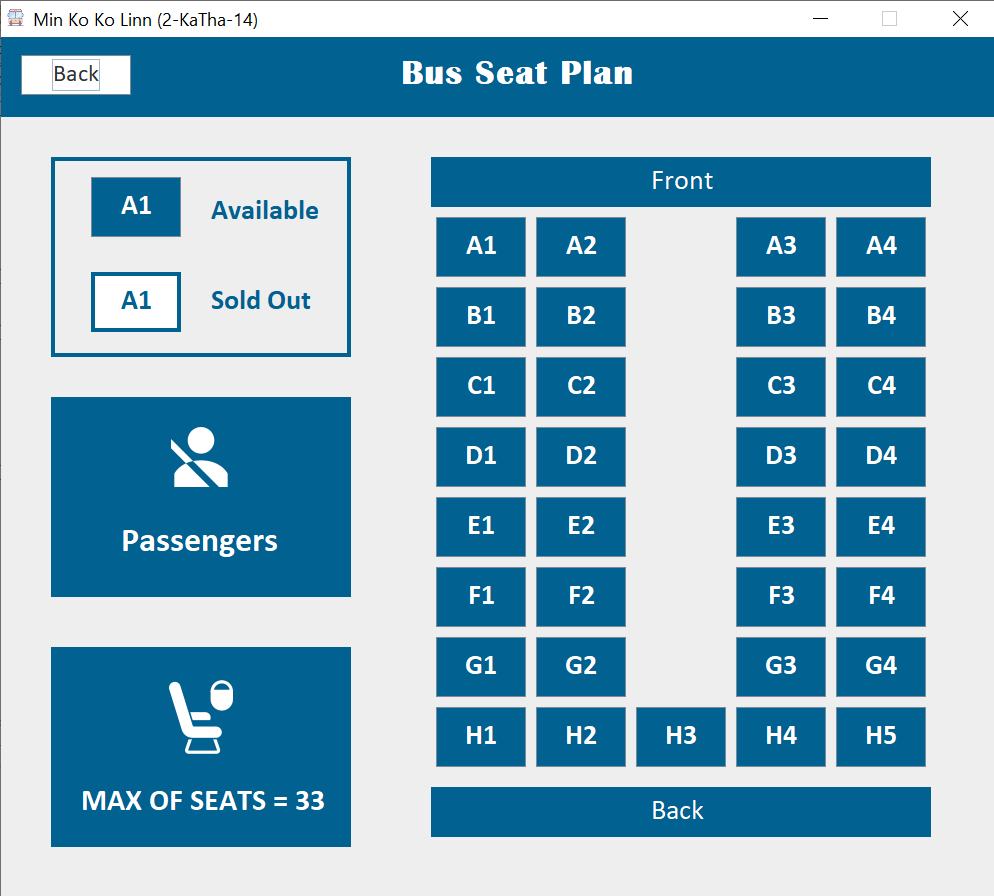 Min Ko Ko Linn (2-KaTha-14)
Back
Bus Seat Plan
A1 Available
A1 Sold Out
Passengers
MAX OF SEATS = 33
Front
A1 A2 A3 A4
B1 B2 B3 B4
C1 C2 C3 C4
D1 D2 D3 D4
E1 E2 E3 E4
F1 F2 F3 F4
G1 G2 G3 G4
H1 H2 H3 H4 H5
Back